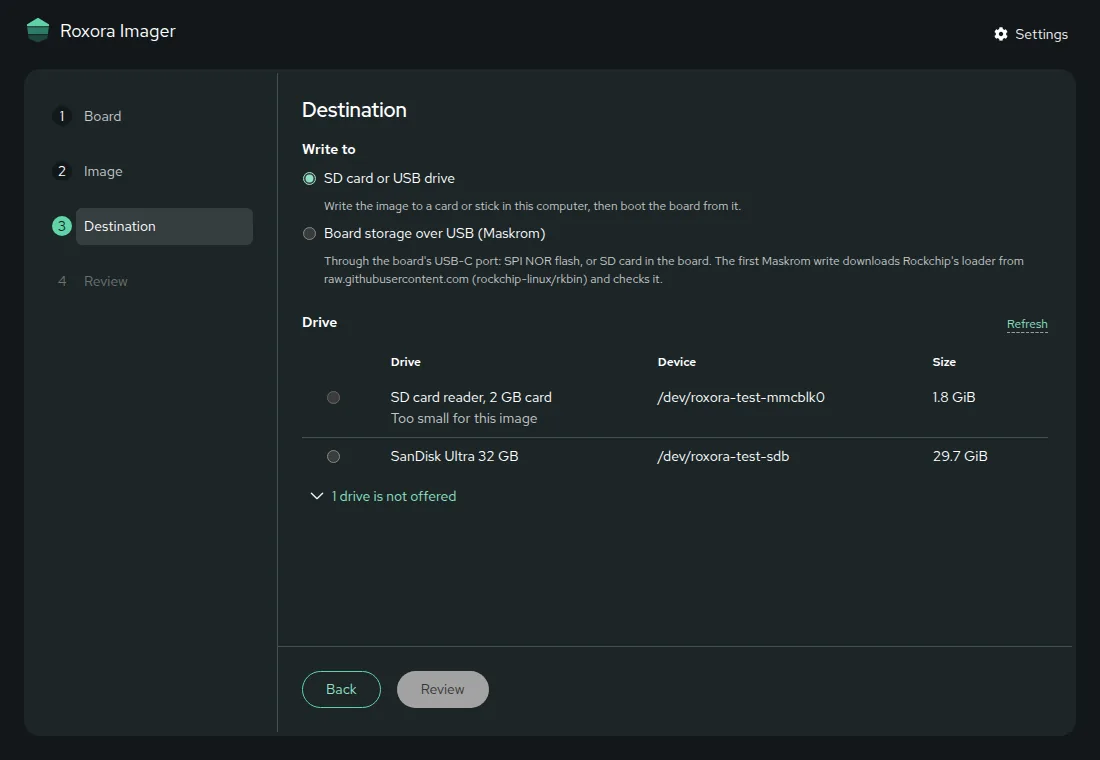 Roxora Imager
Settings
1 Board
2 Image
3 Destination
4 Review
Destination
Write to
SD card or USB drive
Write the image to a card or stick in this computer, then boot the board from it.
Board storage over USB (Maskrom)
Through the board's USB-C port: SPI NOR flash, or SD card in the board. The first Maskrom write downloads Rockchip's loader from
raw.githubusercontent.com (rockchip-linux/rkbin) and checks it.
Drive
Refresh
Drive Device Size
SD card reader, 2 GB card /dev/roxora-test-mmcblk0 1.8 GiB
Too small for this image
SanDisk Ultra 32 GB /dev/roxora-test-sdb 29.7 GiB
1 drive is not offered
Back Review